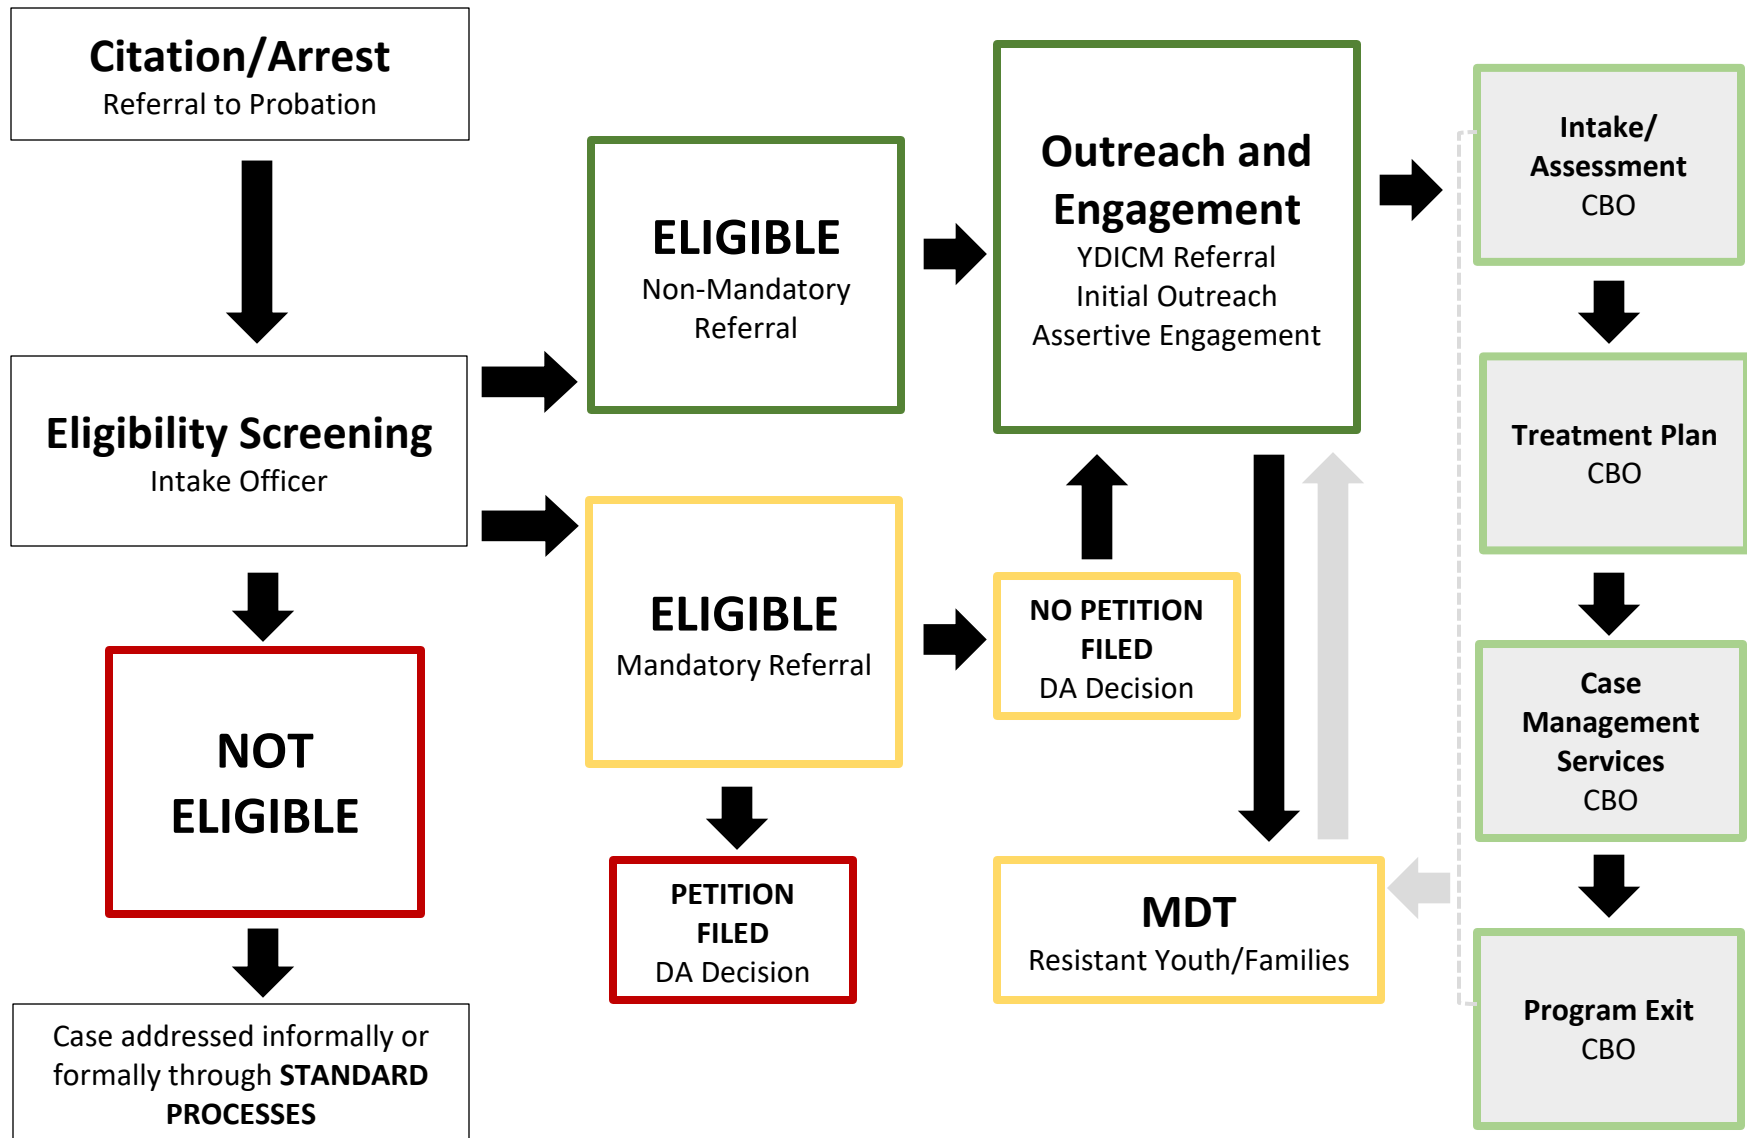 Citation/Arrest
Referral to Probation
Eligibility Screening
Intake Officer
NOT
ELIGIBLE
Case addressed informally or
formally through STANDARD
PROCESSES
ELIGIBLE
Non-Mandatory
Referral
ELIGIBLE
Mandatory Referral
PETITION
FILED
DA Decision
NO PETITION
FILED
DA Decision
Outreach and
Engagement
YDICM Referral
Initial Outreach
Assertive Engagement
MDT
Resistant Youth/Families
Intake/
Assessment
CBO
Treatment Plan
CBO
Case
Management
Services
CBO
Program Exit
CBO